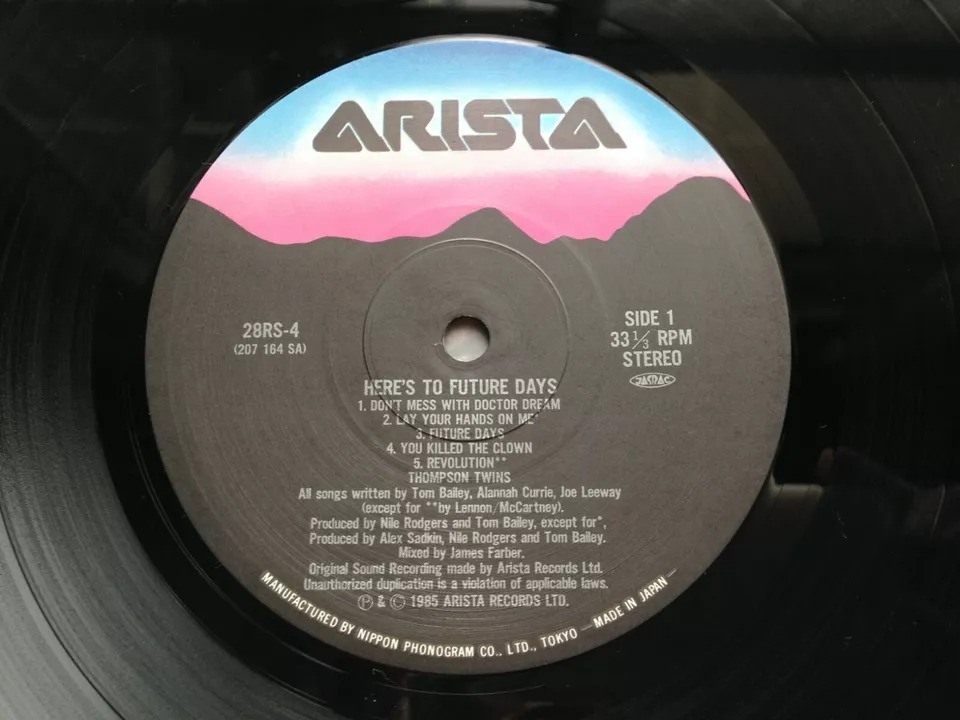 ARISTA
28RS-4
(207 164 SA)
SIDE 1
33 1/3 RPM
STEREO
JASRAC
HERE'S TO FUTURE DAYS
1. DON'T MESS WITH DOCTOR DREAM
2. LAY YOUR HANDS ON ME*
3. FUTURE DAYS
4. YOU KILLED THE CLOWN
5. REVOLUTION**
THOMPSON TWINS
All songs written by Tom Bailey, Alannah Currie, Joe Leeway
(except for **by Lennon/McCartney).
Produced by Nile Rodgers and Tom Bailey, except for*,
Produced by Alex Sadkin, Nile Rodgers and Tom Bailey.
Mixed by James Farber.
Original Sound Recording made by Arista Records Ltd.
Unauthorized duplication is a violation of applicable laws.
Ⓟ & © 1985 ARISTA RECORDS LTD.
MANUFACTURED BY NIPPON PHONOGRAM CO., LTD., TOKYO —MADE IN JAPAN—